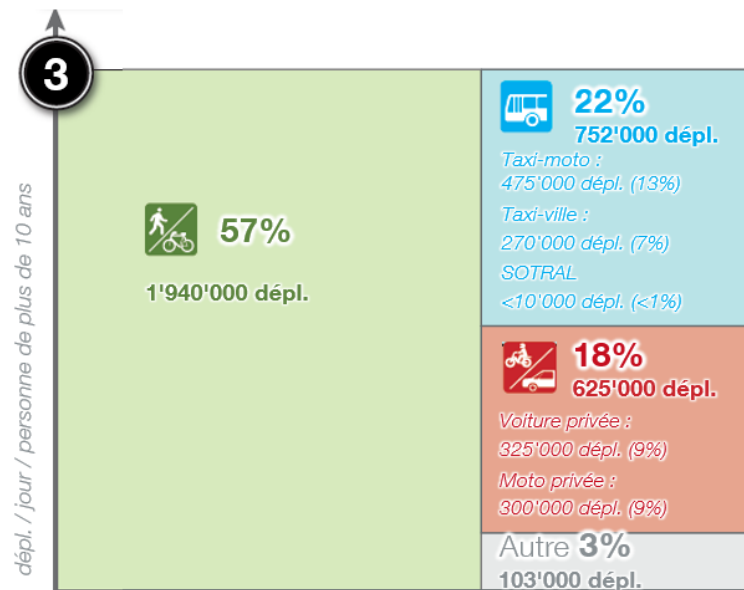 3
dépl. / jour / personne de plus de 10 ans
57%
1'940'000 dépl.
22%
752'000 dépl.
Taxi-moto :
475'000 dépl. (13%)
Taxi-ville :
270'000 dépl. (7%)
SOTRAL
<10'000 dépl. (<1%)
18%
625'000 dépl.
Voiture privée :
325'000 dépl. (9%)
Moto privée :
300'000 dépl. (9%)
Autre 3%
103'000 dépl.